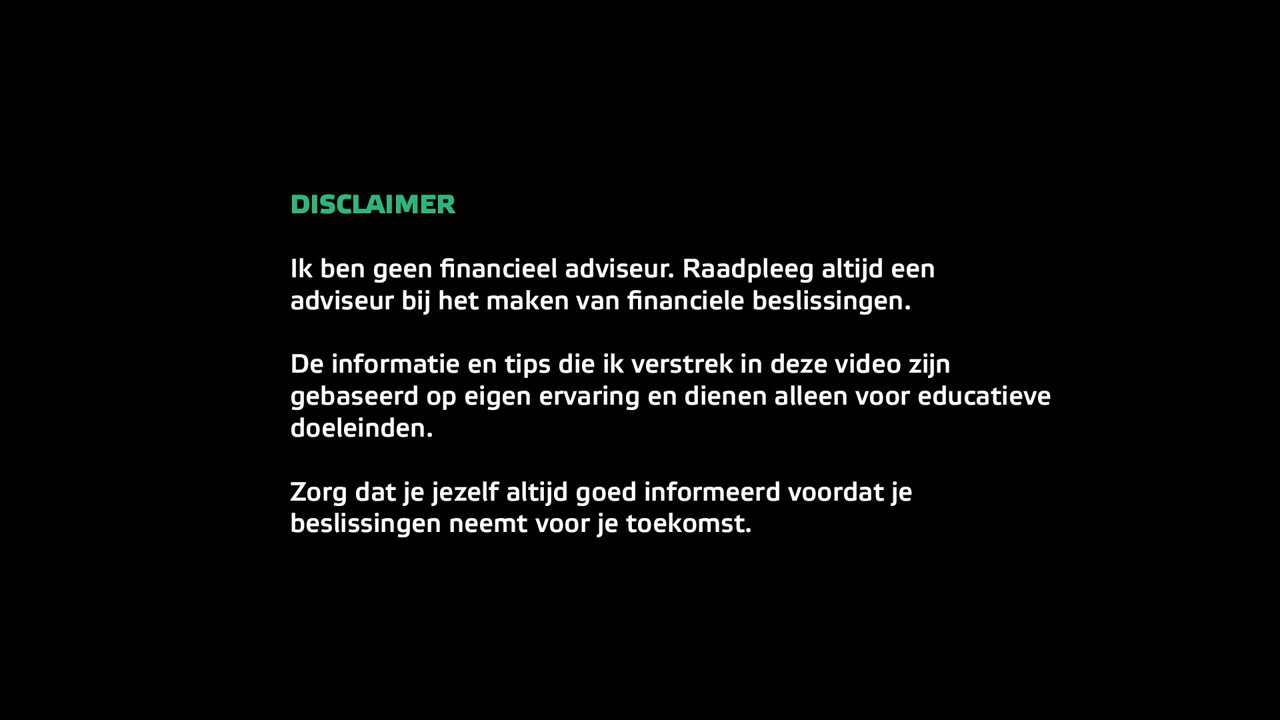 DISCLAIMER
Ik ben geen financieel adviseur. Raadpleeg altijd een
adviseur bij het maken van financiele beslissingen.
De informatie en tips die ik verstrek in deze video zijn
gebaseerd op eigen ervaring en dienen alleen voor educatieve
doeleinden.
Zorg dat je jezelf altijd goed informeerd voordat je
beslissingen neemt voor je toekomst.